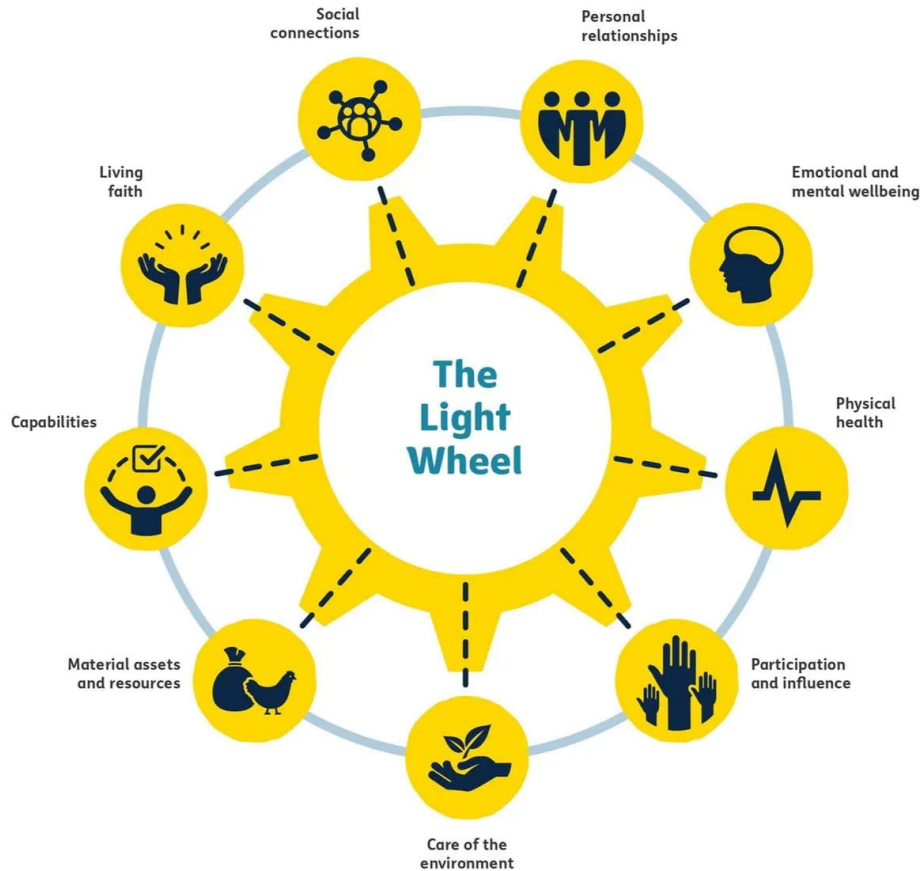 Social
connections
Personal
relationships
Living
faith
Emotional and
mental wellbeing
The
Light
Wheel
Capabilities
Physical
health
Material assets
and resources
Participation
and influence
Care of the
environment